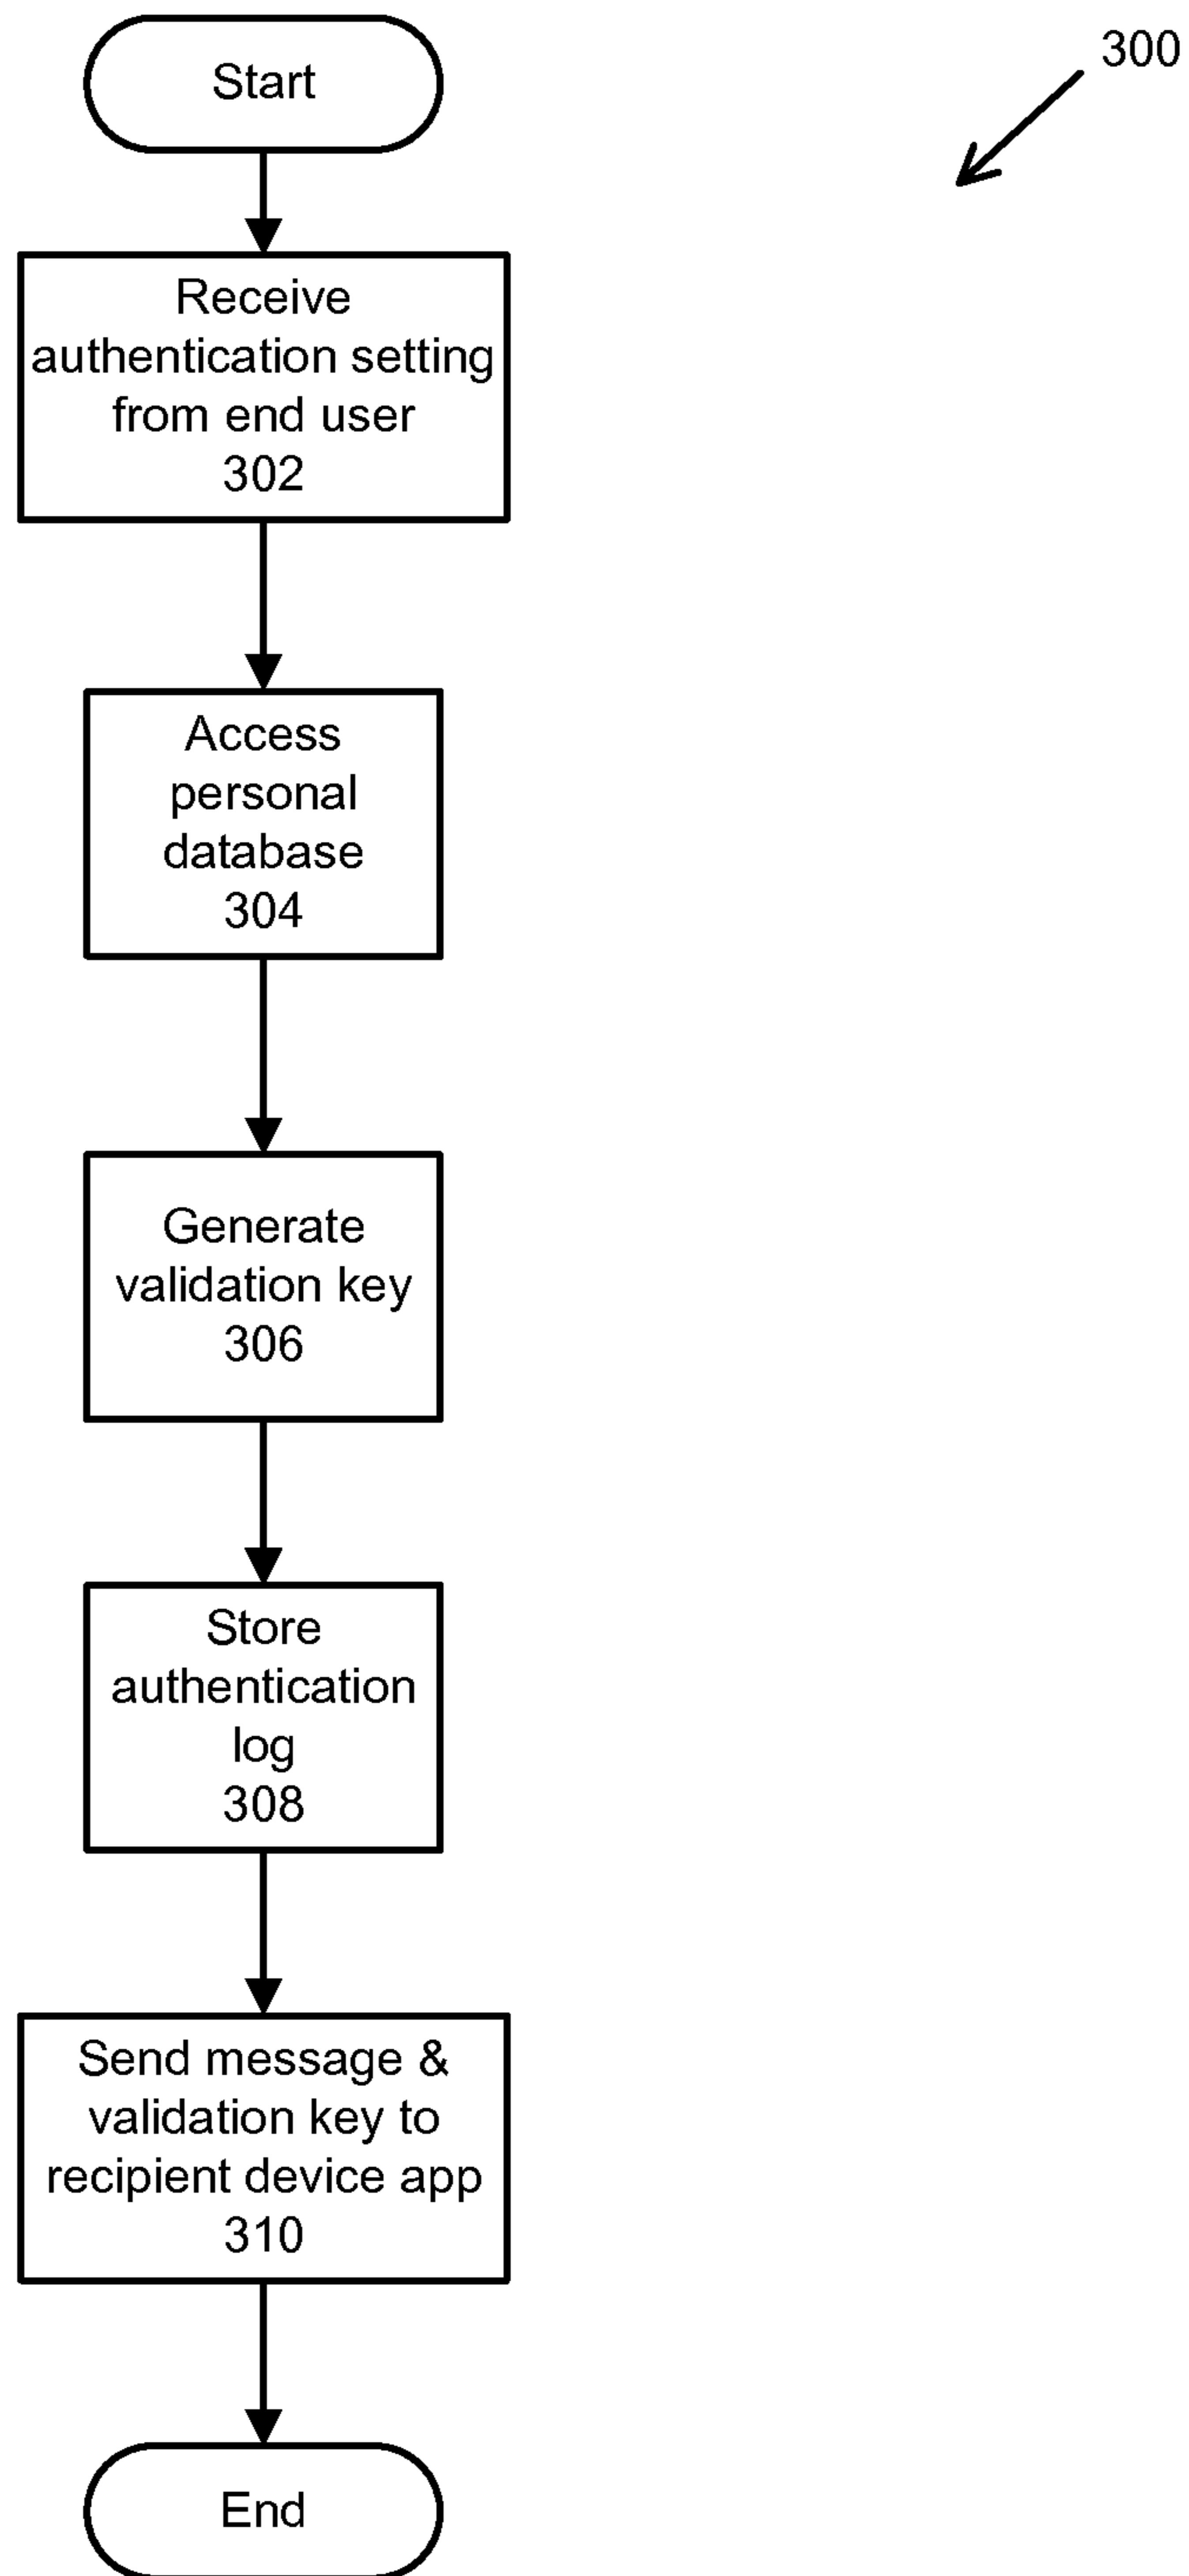 Start
300
Receive
authentication setting
from end user
302
Access
personal
database
304
Generate
validation key
306
Store
authentication
log
308
Send message &
validation key to
recipient device app
310
End